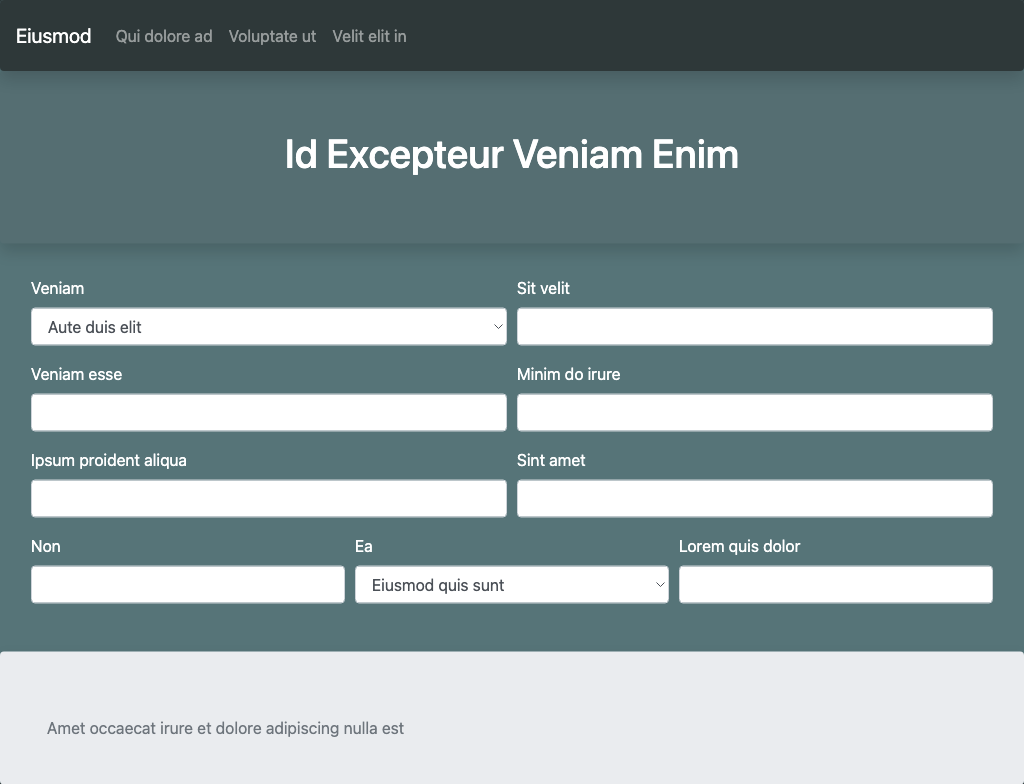 Eiusmod Qui dolore ad Voluptate ut Velit elit in
Id Excepteur Veniam Enim
Veniam Sit velit
Aute duis elit
Veniam esse Minim do irure
Ipsum proident aliqua Sint amet
Non Ea Lorem quis dolor
Eiusmod quis sunt
Amet occaecat irure et dolore adipiscing nulla est